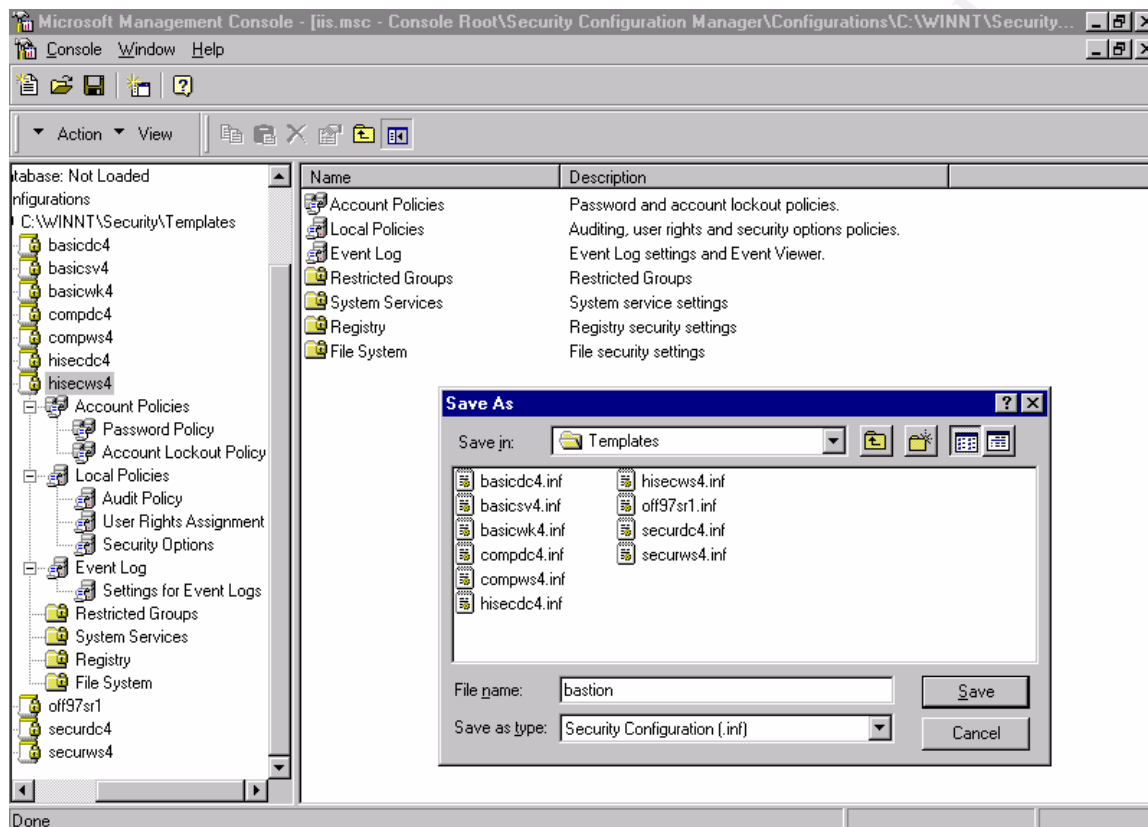 Microsoft Management Console - [iis.msc - Console Root\Security Configuration Manager\Configurations\C:\WINNT\Security...
Console Window Help
Action View
tabase: Not Loaded
nfigurations
C:\WINNT\Security\Templates
basicdc4
basicsv4
basicwk4
compdc4
compws4
hisecdc4
hisecws4
Account Policies
Password Policy
Account Lockout Policy
Local Policies
Audit Policy
User Rights Assignment
Security Options
Event Log
Settings for Event Logs
Restricted Groups
System Services
Registry
File System
off97sr1
securdc4
securws4
Name Description
Account Policies Password and account lockout policies.
Local Policies Auditing, user rights and security options policies.
Event Log Event Log settings and Event Viewer.
Restricted Groups Restricted Groups
System Services System service settings
Registry Registry security settings
File System File security settings
Save As
Save in: Templates
basicdc4.inf hisecws4.inf
basicsv4.inf off97sr1.inf
basicwk4.inf securdc4.inf
compdc4.inf securws4.inf
compws4.inf
hisecdc4.inf
File name: bastion Save
Save as type: Security Configuration (.inf) Cancel
Done